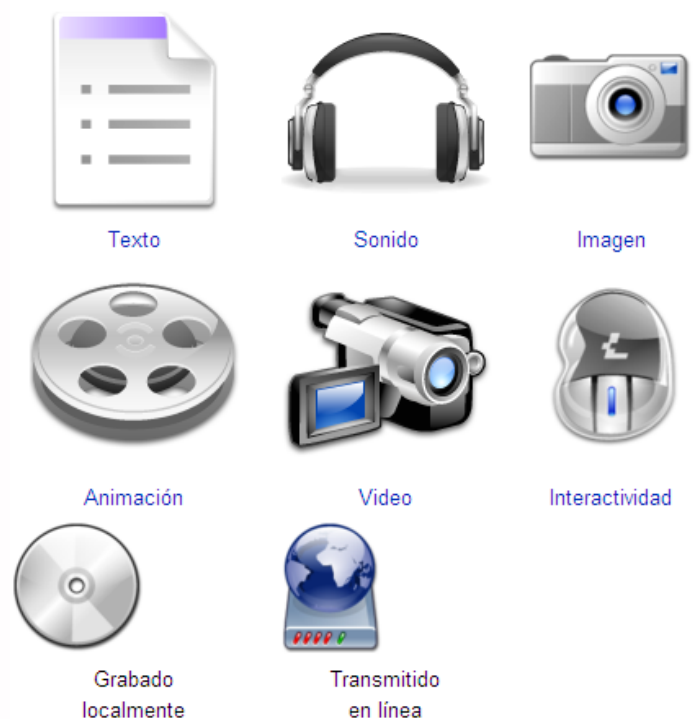 Texto
Sonido
Imagen
Animación
Video
Interactividad
Grabado
localmente
Transmitido
en línea